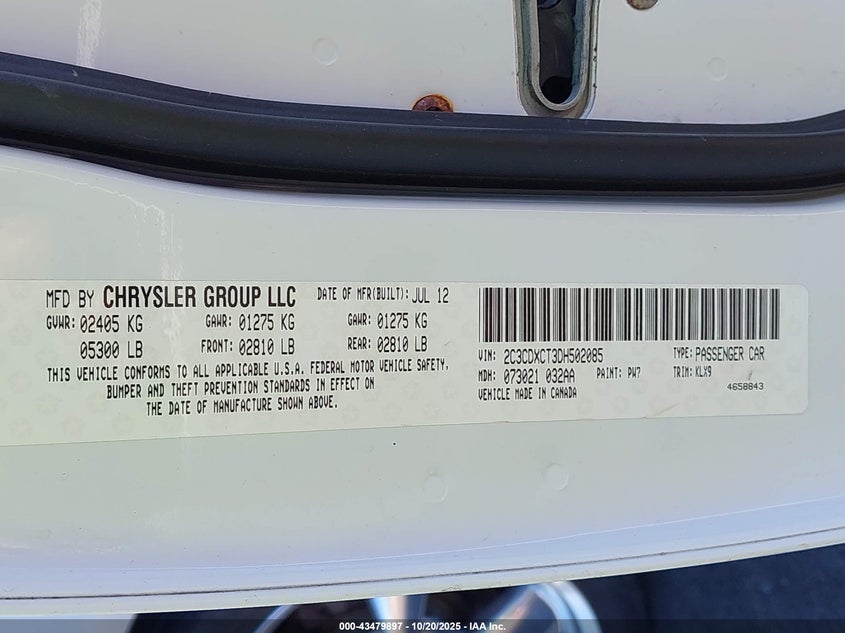 MFD BY CHRYSLER GROUP LLC DATE OF MFR(BUILT): JUL 12
GVWR: 02405 KG GAWR: 01275 KG GAWR: 01275 KG
05300 LB FRONT: 02810 LB REAR: 02810 LB
THIS VEHICLE CONFORMS TO ALL APPLICABLE U.S.A. FEDERAL MOTOR VEHICLE SAFETY,
BUMPER AND THEFT PREVENTION STANDARDS IN EFFECT ON
THE DATE OF MANUFACTURE SHOWN ABOVE.
VIN: 2C3CDXCT3DH502085 TYPE: PASSENGER CAR
MDH: 073021 032AA PAINT: PW7 TRIM: KLX9
VEHICLE MADE IN CANADA 4658843
000-43479897 - 10/20/2025 - IAA Inc.